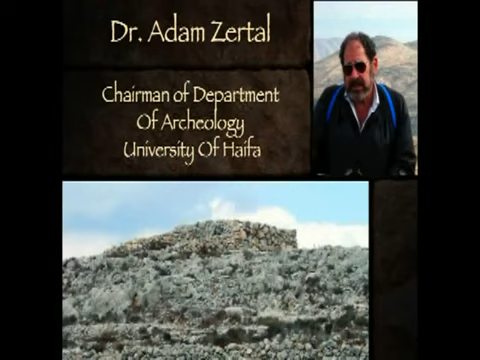 Dr. Adam Zertal
Chairman of Department
Of Archeology
University Of Haifa